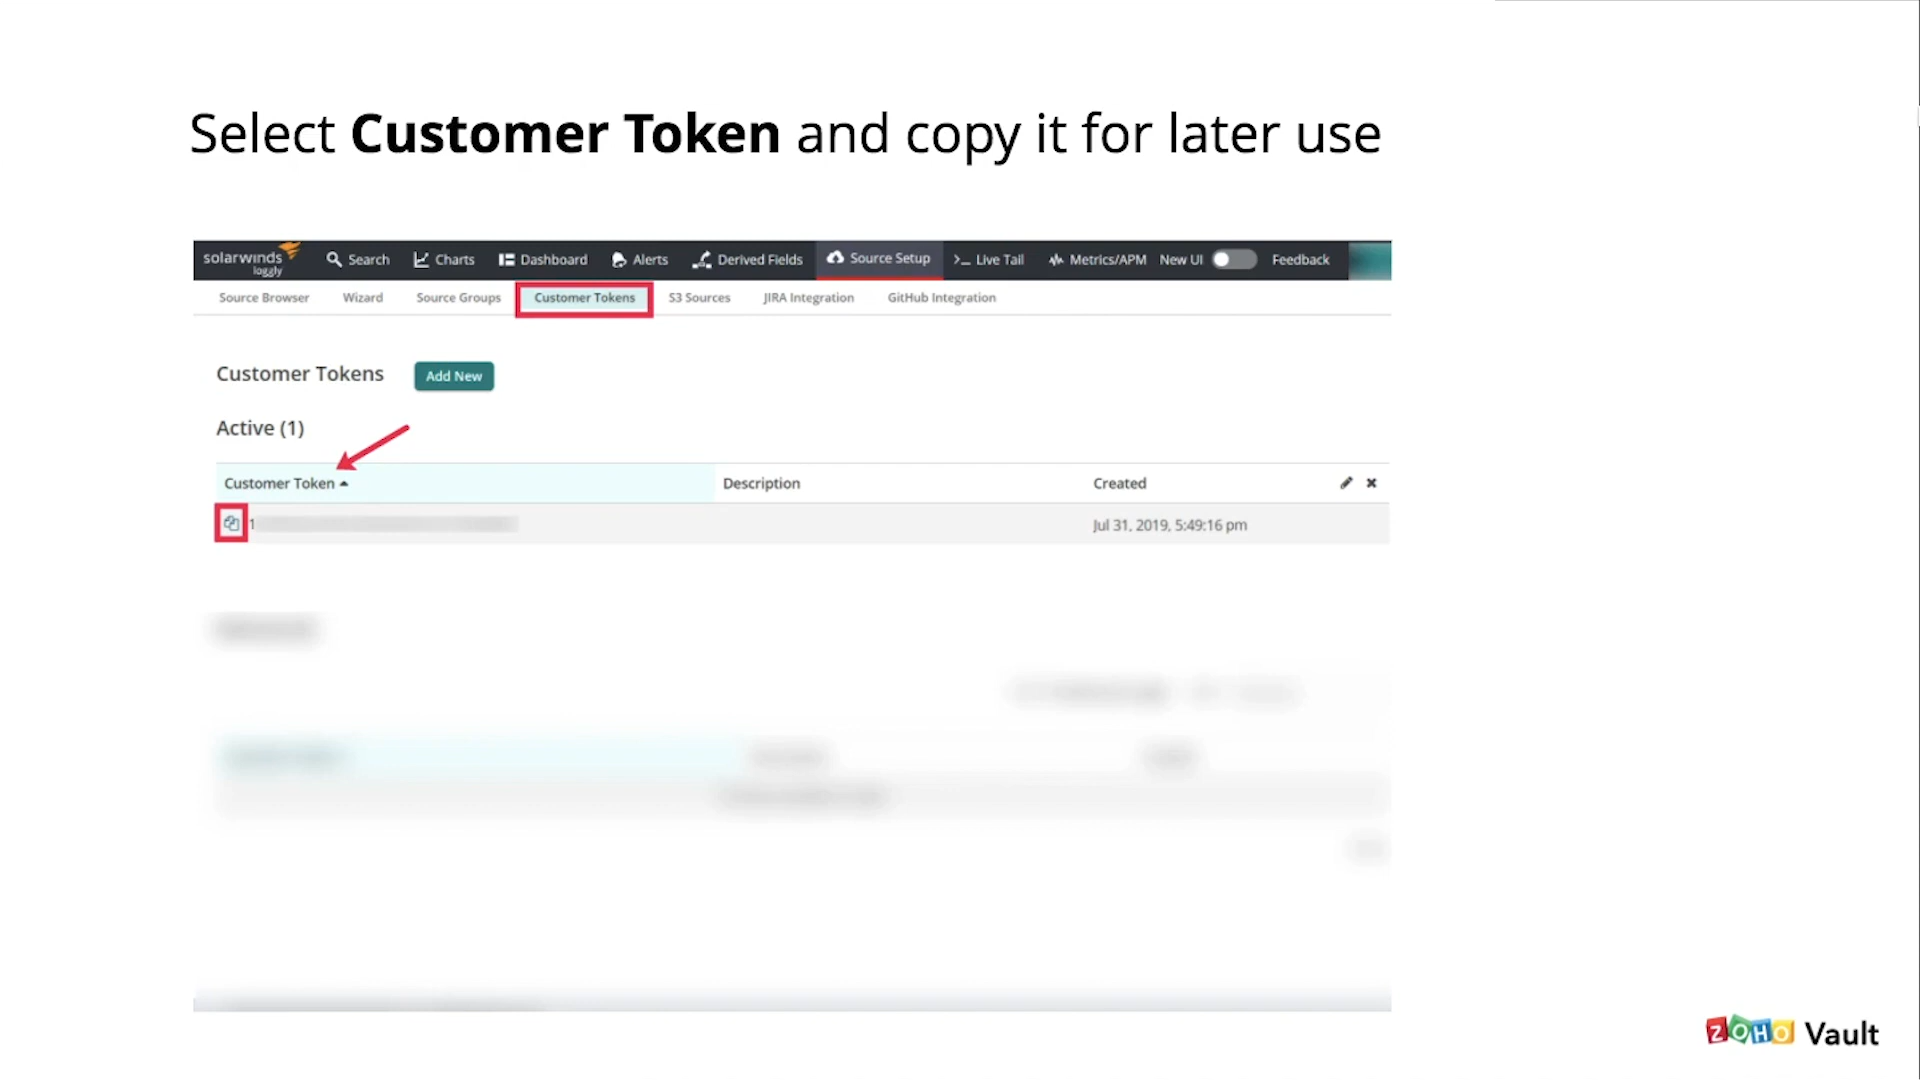 Select Customer Token and copy it for later use
solarwinds loggly
Search Charts Dashboard Alerts Derived Fields Source Setup Live Tail Metrics/APM New UI Feedback
Source Browser Wizard Source Groups Customer Tokens S3 Sources JIRA Integration GitHub Integration
Customer Tokens Add New
Active (1)
Customer Token Description Created
1 Jul 31, 2019, 5:49:16 pm
ZOHO Vault